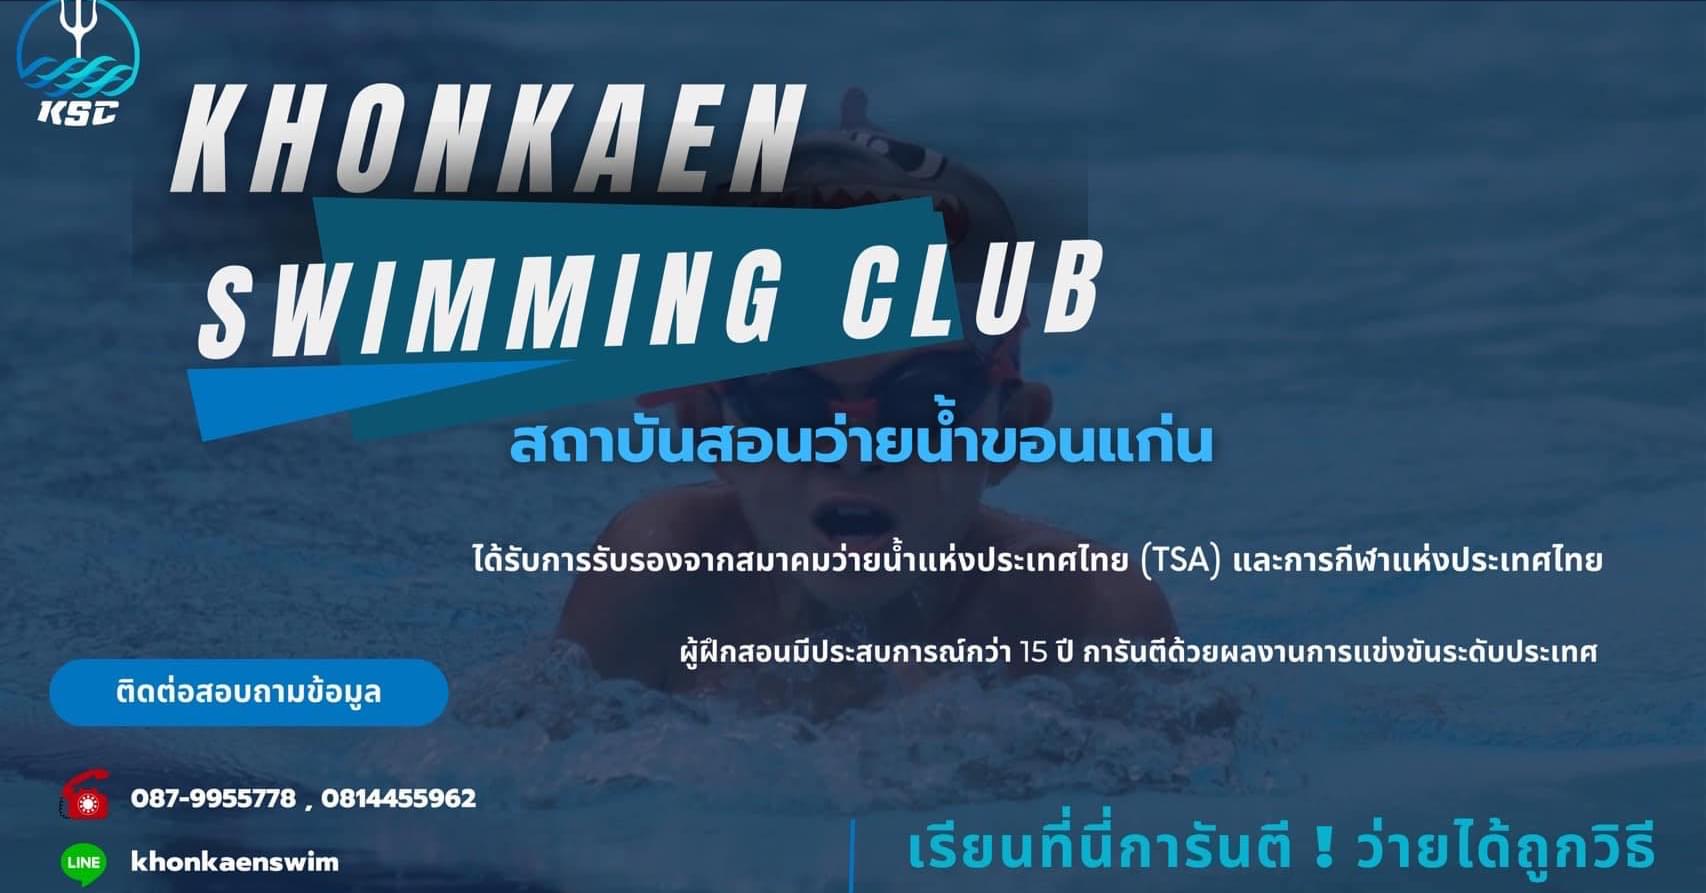 KSC
KHONKAEN
SWIMMING CLUB
สถาบันสอนว่ายน้ำขอนแก่น
ได้รับการรับรองจากสมาคมว่ายน้ำแห่งประเทศไทย (TSA) และการกีฬาแห่งประเทศไทย
ผู้ฝึกสอนมีประสบการณ์กว่า 15 ปี การันตีด้วยผลงานการแข่งขันระดับประเทศ
ติดต่อสอบถามข้อมูล
087-9955778 , 0814455962
LINE khonkaenswim
เรียนที่นี่การันตี ! ว่ายได้ถูกวิธี